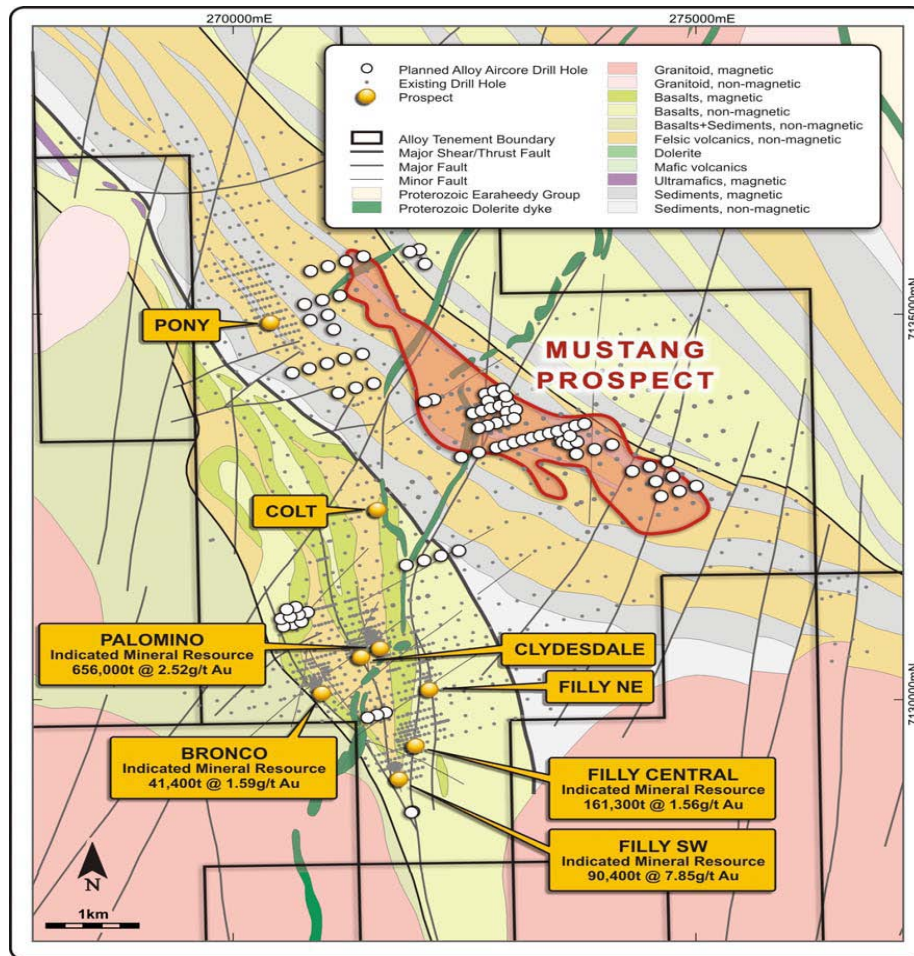 270000mE
275000mE
Planned Alloy Aircore Drill Hole
Existing Drill Hole
Prospect
Alloy Tenement Boundary
Major Shear/Thrust Fault
Major Fault
Minor Fault
Proterozoic Earaheedy Group
Proterozoic Dolerite dyke
Granitoid, magnetic
Granitoid, non-magnetic
Basalts, magnetic
Basalts, non-magnetic
Basalts+Sediments, non-magnetic
Felsic volcanics, non-magnetic
Dolerite
Mafic volcanics
Ultramafics, magnetic
Sediments, magnetic
Sediments, non-magnetic
7135000mN
PONY
MUSTANG
PROSPECT
COLT
PALOMINO
Indicated Mineral Resource
656,000t @ 2.52g/t Au
CLYDESDALE
FILLY NE
7130000mN
BRONCO
Indicated Mineral Resource
41,400t @ 1.59g/t Au
FILLY CENTRAL
Indicated Mineral Resource
161,300t @ 1.56g/t Au
FILLY SW
Indicated Mineral Resource
90,400t @ 7.85g/t Au
N
1km